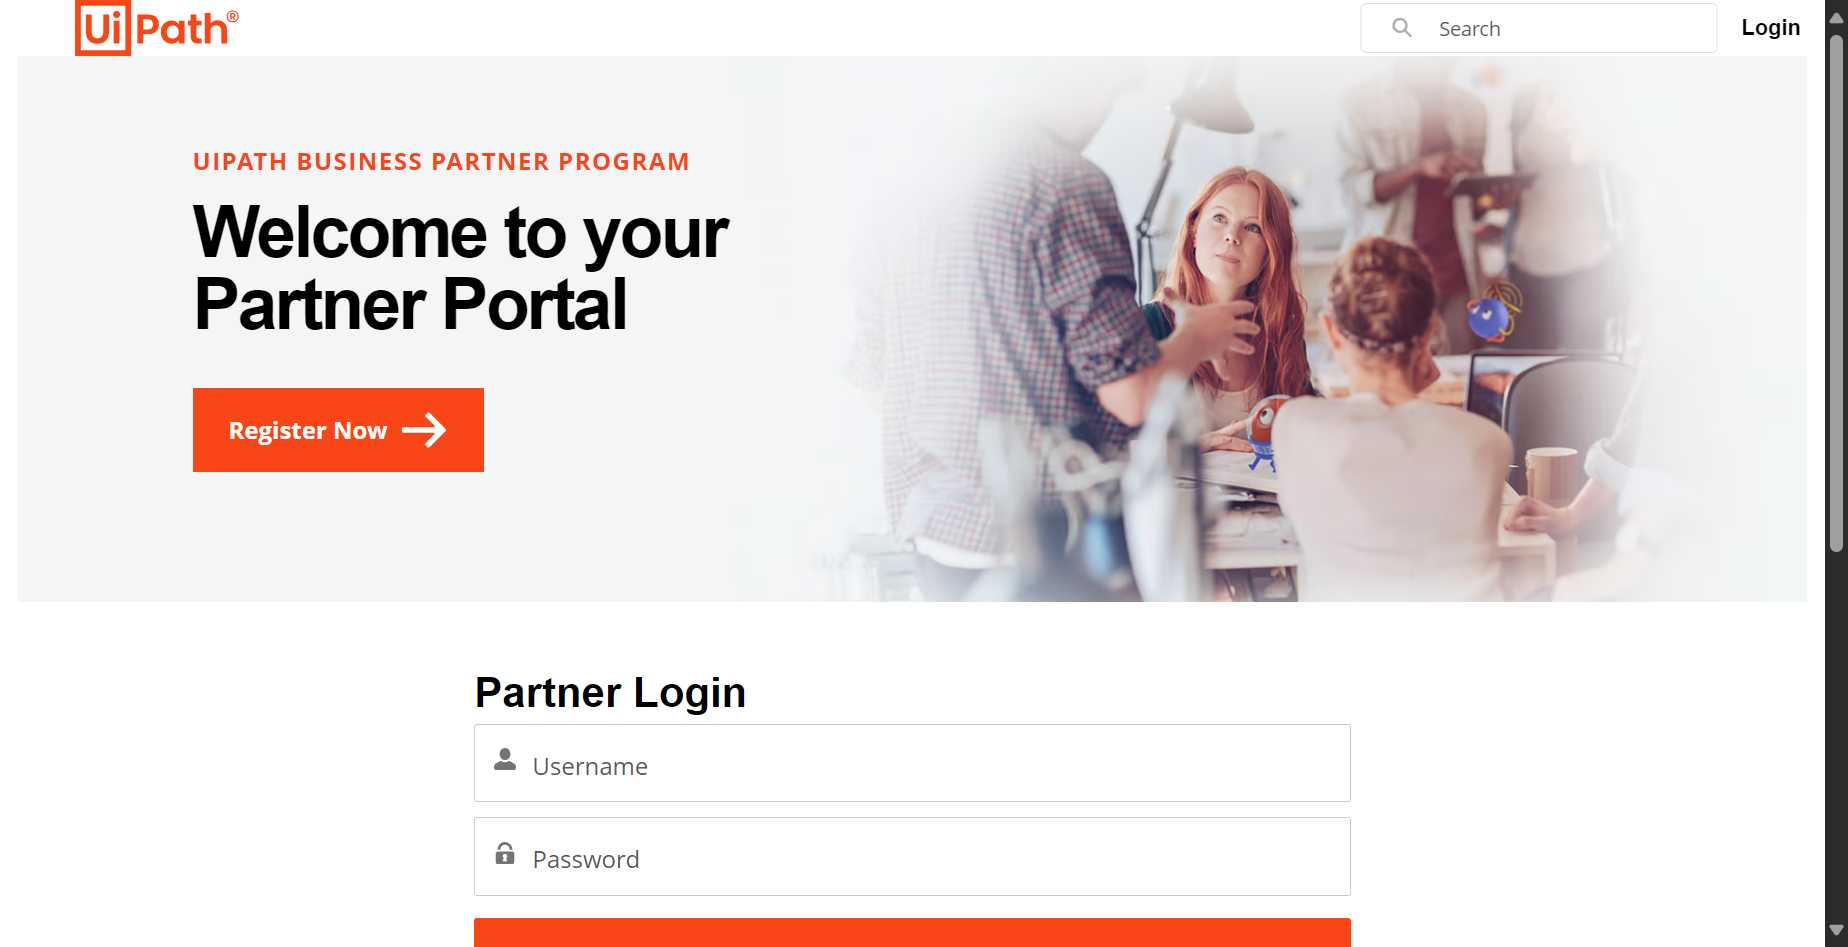 UiPath®
Search
Login
UIPATH BUSINESS PARTNER PROGRAM
Welcome to your
Partner Portal
Register Now
Partner Login
Username
Password